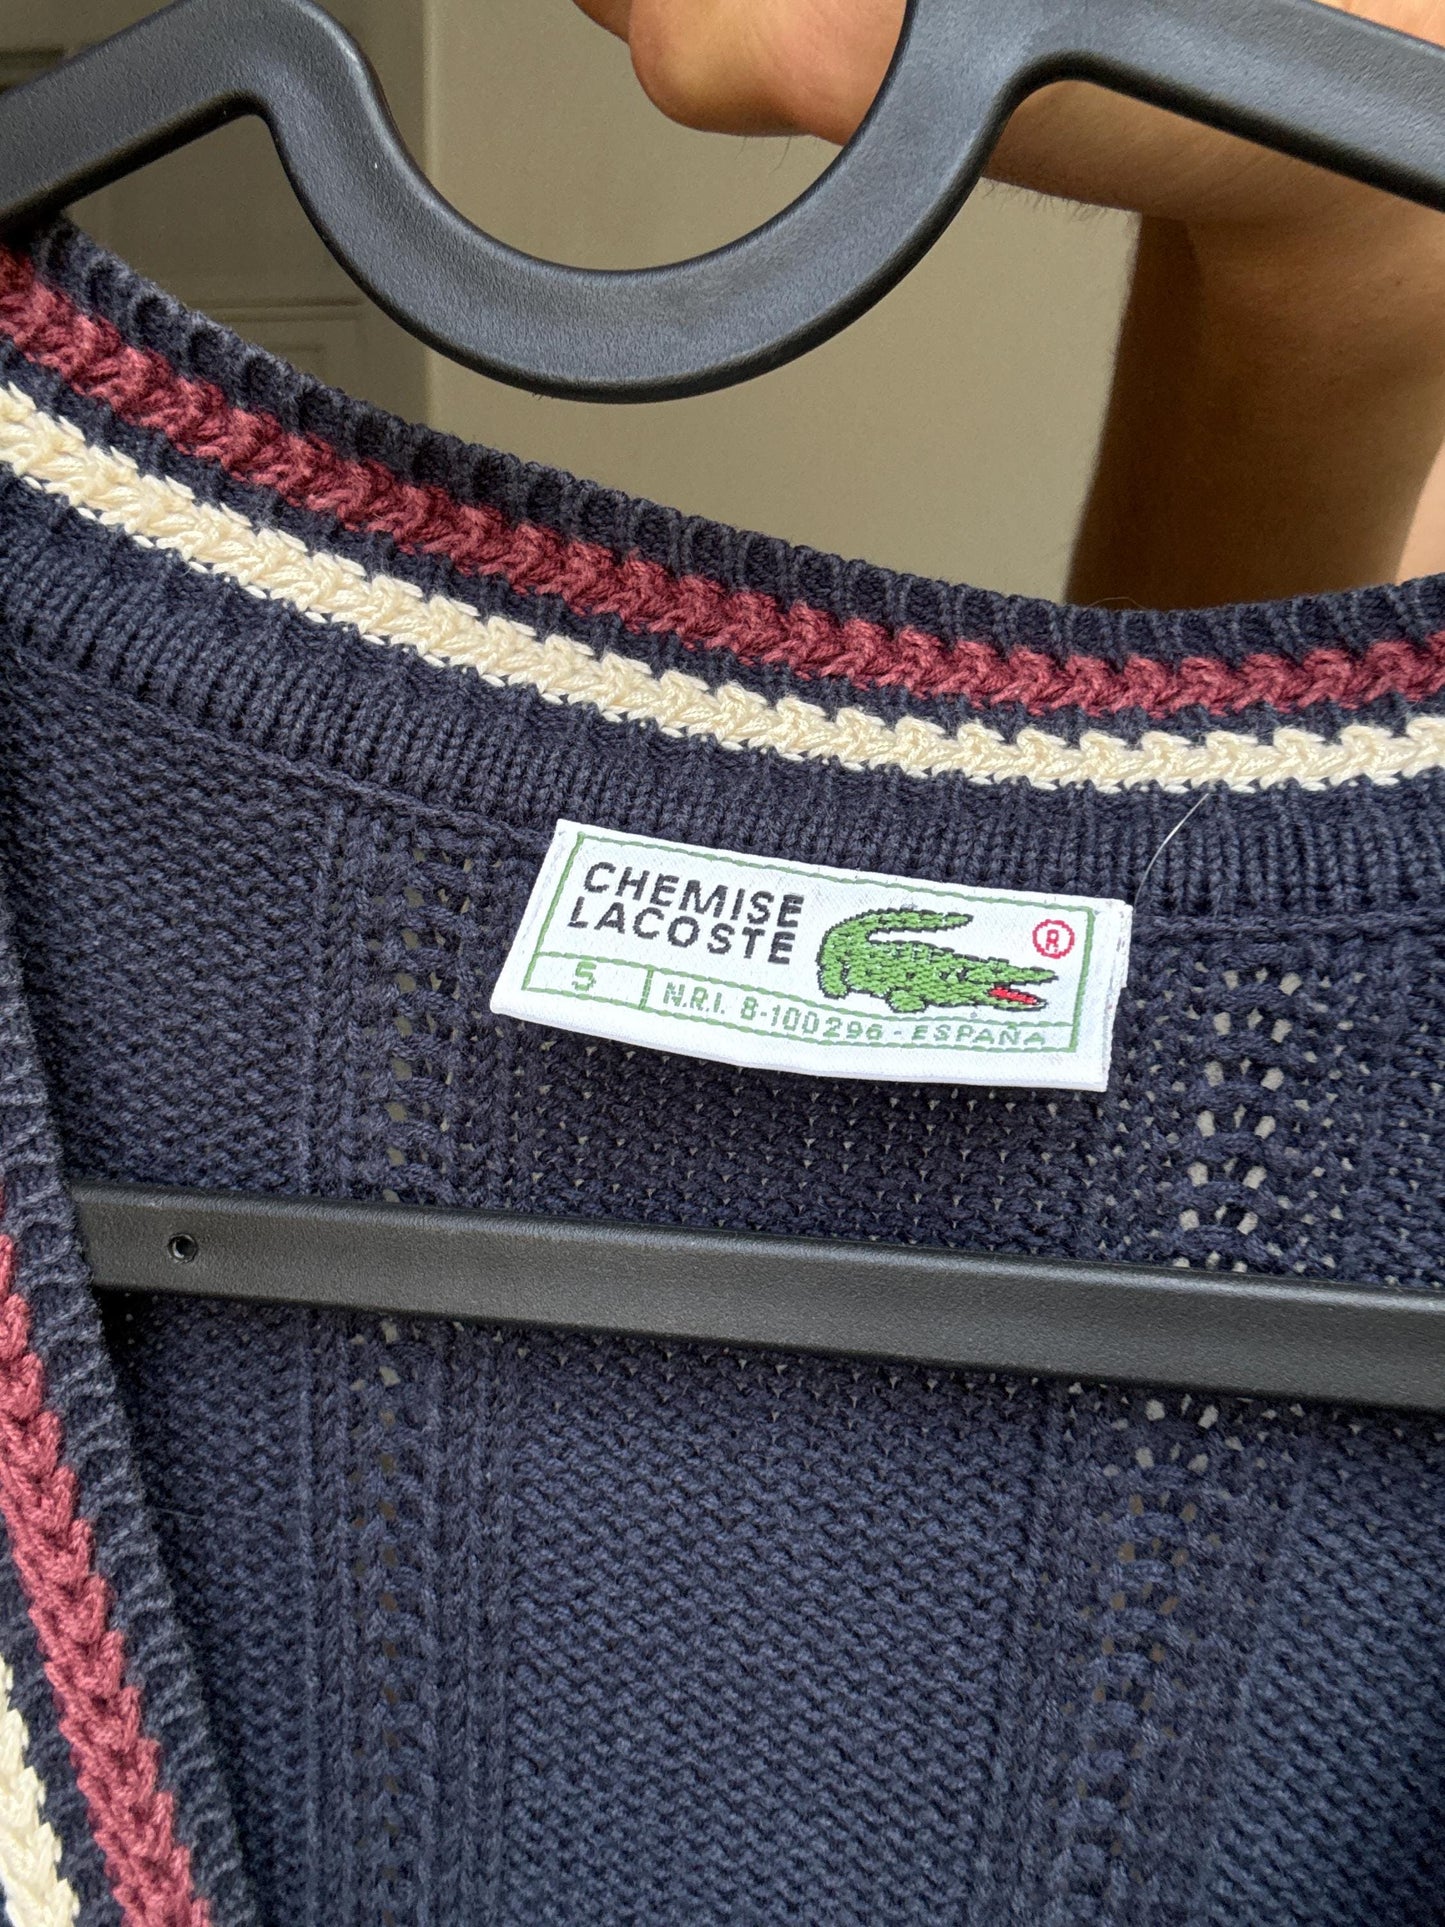 CHEMISE
LACOSTE
®
5 N.R.I. 8-100296 - ESPAÑA